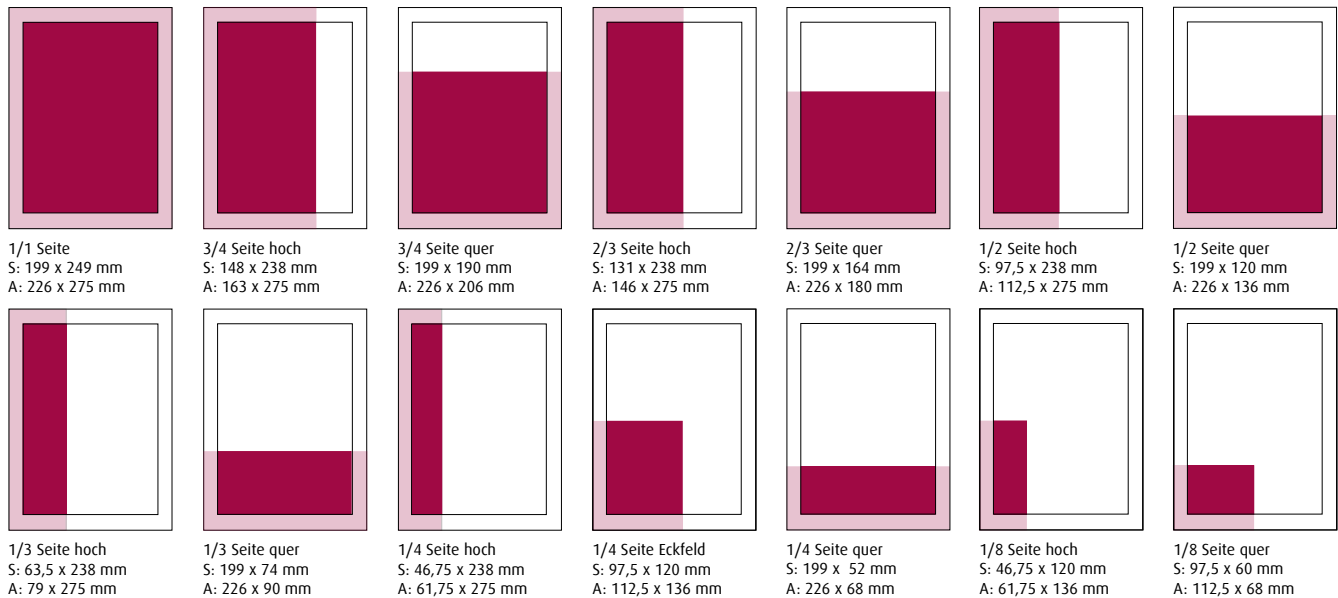 1/1 Seite
S: 199 x 249 mm
A: 226 x 275 mm
3/4 Seite hoch
S: 148 x 238 mm
A: 163 x 275 mm
3/4 Seite quer
S: 199 x 190 mm
A: 226 x 206 mm
2/3 Seite hoch
S: 131 x 238 mm
A: 146 x 275 mm
2/3 Seite quer
S: 199 x 164 mm
A: 226 x 180 mm
1/2 Seite hoch
S: 97,5 x 238 mm
A: 112,5 x 275 mm
1/2 Seite quer
S: 199 x 120 mm
A: 226 x 136 mm
1/3 Seite hoch
S: 63,5 x 238 mm
A: 79 x 275 mm
1/3 Seite quer
S: 199 x 74 mm
A: 226 x 90 mm
1/4 Seite hoch
S: 46,75 x 238 mm
A: 61,75 x 275 mm
1/4 Seite Eckfeld
S: 97,5 x 120 mm
A: 112,5 x 136 mm
1/4 Seite quer
S: 199 x 52 mm
A: 226 x 68 mm
1/8 Seite hoch
S: 46,75 x 120 mm
A: 61,75 x 136 mm
1/8 Seite quer
S: 97,5 x 60 mm
A: 112,5 x 68 mm